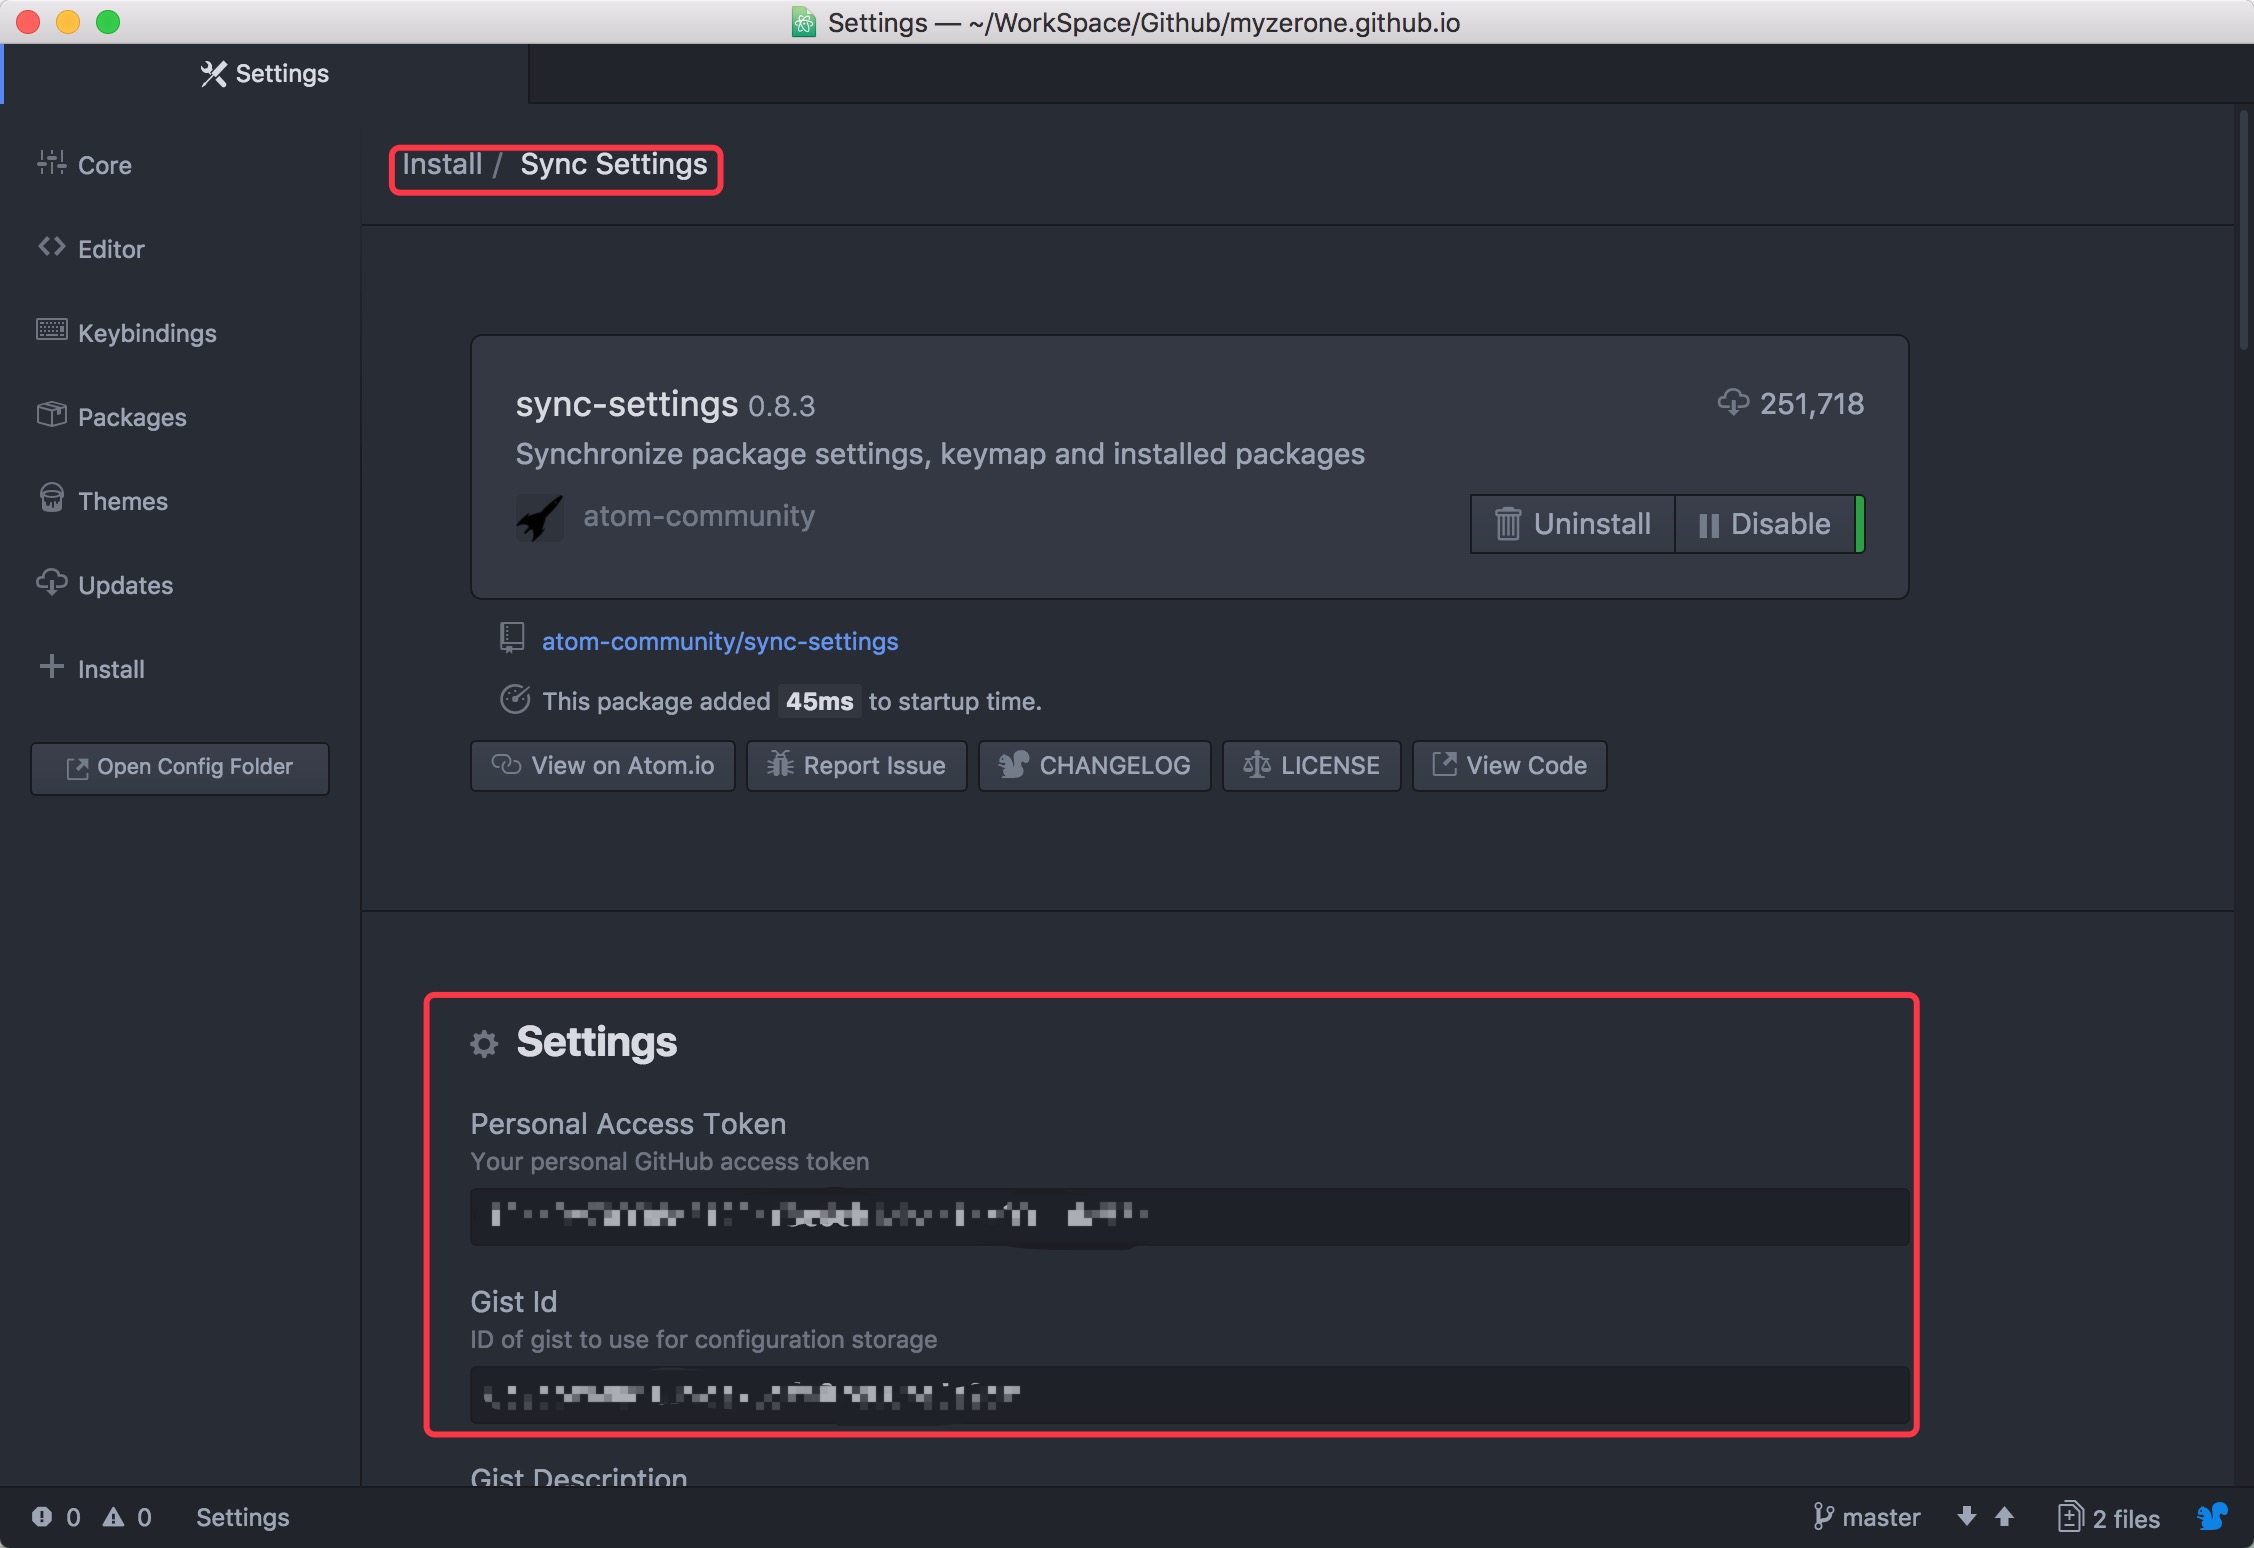 Settings — ~/WorkSpace/Github/myzerone.github.io
Settings
Core
Editor
Keybindings
Packages
Themes
Updates
Install
Open Config Folder
Install / Sync Settings
sync-settings 0.8.3
251,718
Synchronize package settings, keymap and installed packages
atom-community
Uninstall
Disable
atom-community/sync-settings
This package added 45ms to startup time.
View on Atom.io
Report Issue
CHANGELOG
LICENSE
View Code
Settings
Personal Access Token
Your personal GitHub access token
Gist Id
ID of gist to use for configuration storage
Gist Description
0 0 Settings
master
2 files